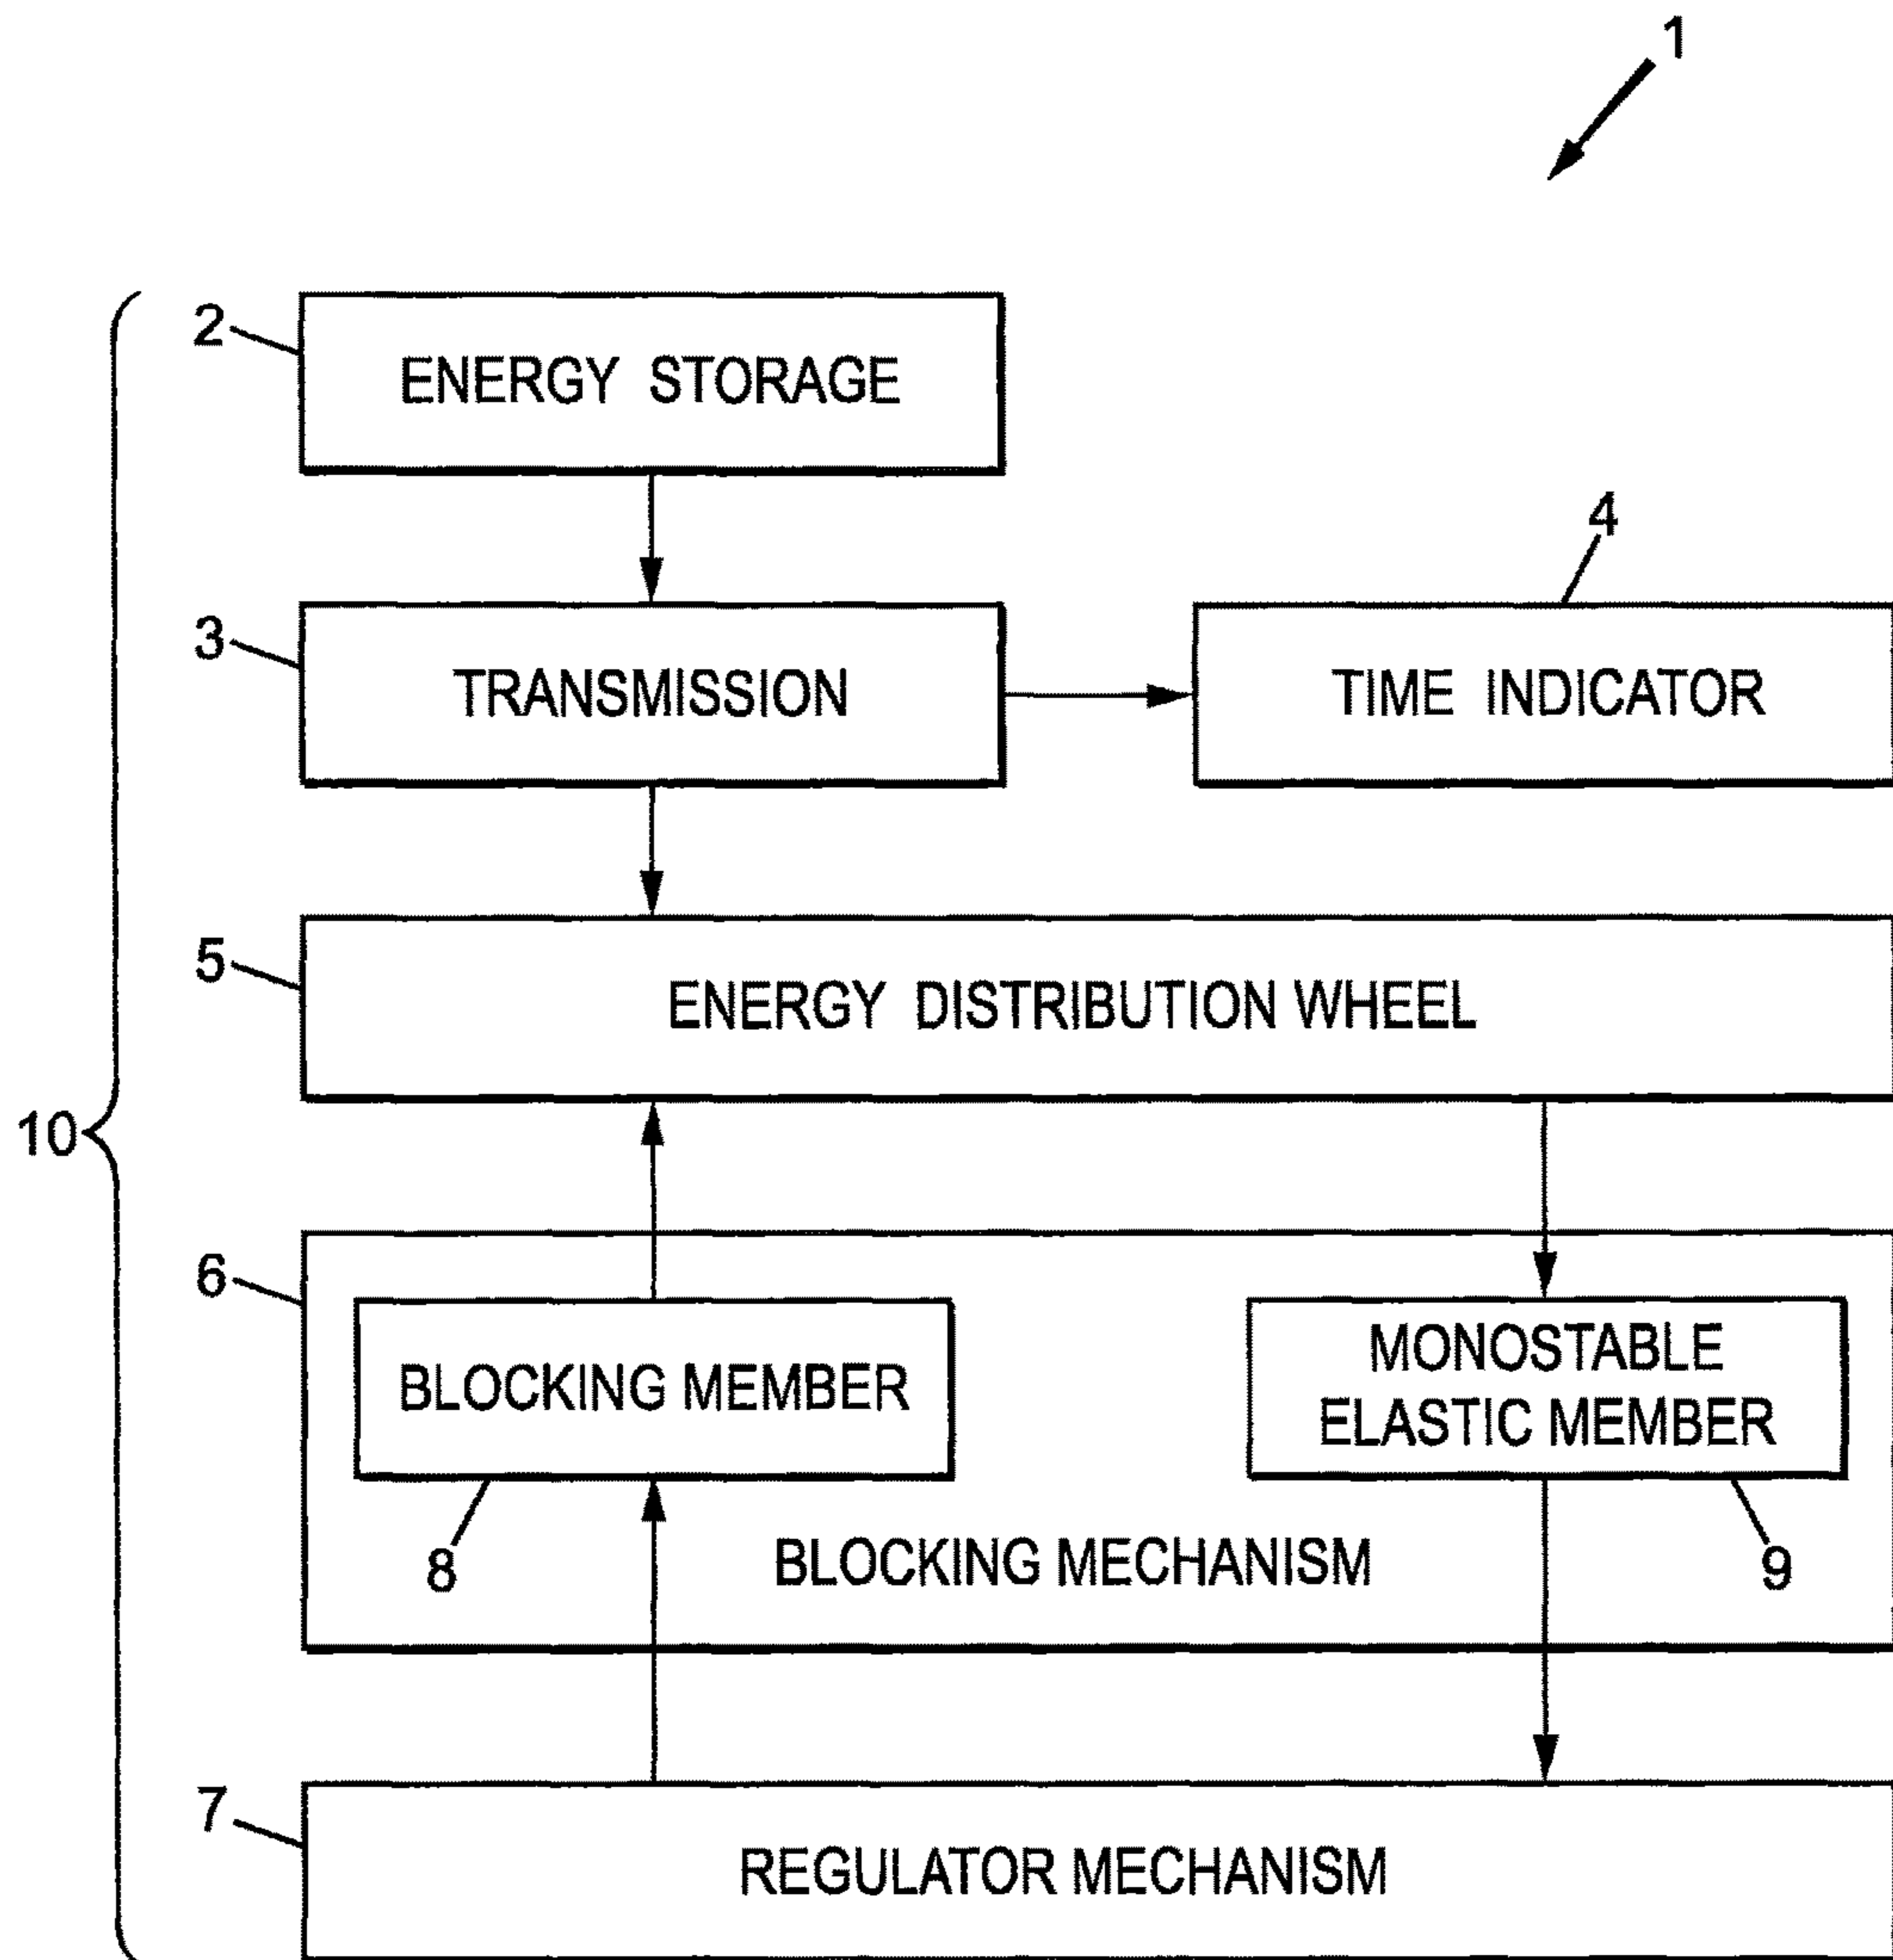 1
2
ENERGY STORAGE
4
3
TRANSMISSION
TIME INDICATOR
5
ENERGY DISTRIBUTION WHEEL
10
6
BLOCKING MEMBER
MONOSTABLE
ELASTIC MEMBER
8
BLOCKING MECHANISM
9
7
REGULATOR MECHANISM